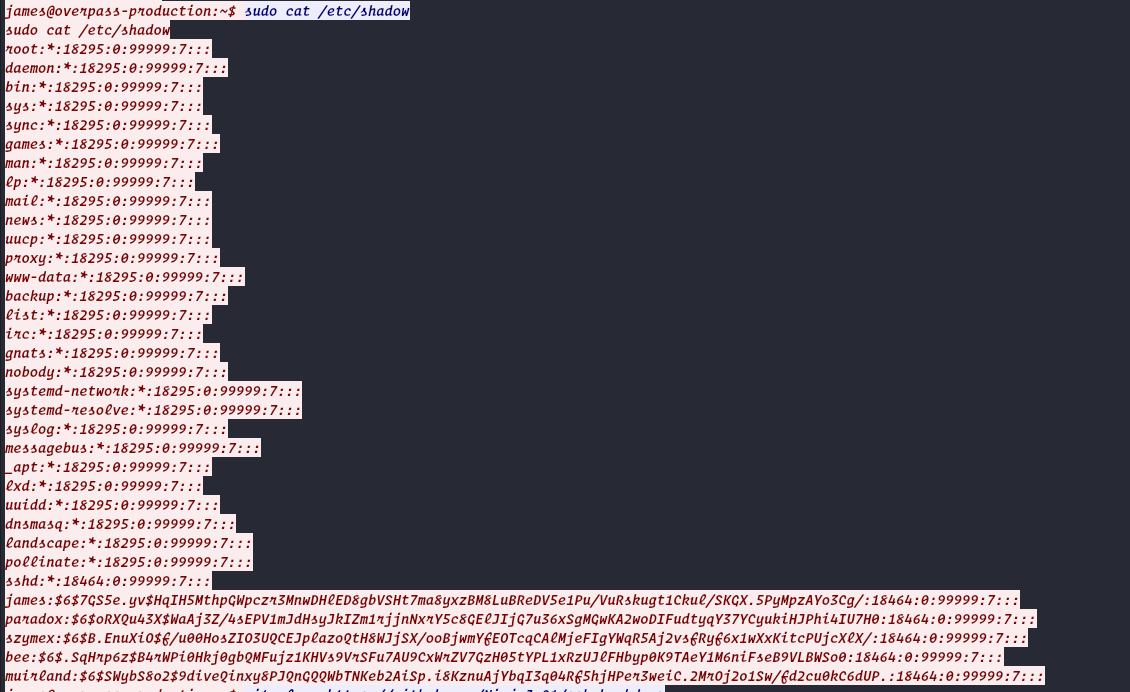 james@overpass-production:~$ sudo cat /etc/shadow
sudo cat /etc/shadow
root:*:18295:0:99999:7:::
daemon:*:18295:0:99999:7:::
bin:*:18295:0:99999:7:::
sys:*:18295:0:99999:7:::
sync:*:18295:0:99999:7:::
games:*:18295:0:99999:7:::
man:*:18295:0:99999:7:::
lp:*:18295:0:99999:7:::
mail:*:18295:0:99999:7:::
news:*:18295:0:99999:7:::
uucp:*:18295:0:99999:7:::
proxy:*:18295:0:99999:7:::
www-data:*:18295:0:99999:7:::
backup:*:18295:0:99999:7:::
list:*:18295:0:99999:7:::
irc:*:18295:0:99999:7:::
gnats:*:18295:0:99999:7:::
nobody:*:18295:0:99999:7:::
systemd-network:*:18295:0:99999:7:::
systemd-resolve:*:18295:0:99999:7:::
syslog:*:18295:0:99999:7:::
messagebus:*:18295:0:99999:7:::
_apt:*:18295:0:99999:7:::
lxd:*:18295:0:99999:7:::
uuidd:*:18295:0:99999:7:::
dnsmasq:*:18295:0:99999:7:::
landscape:*:18295:0:99999:7:::
pollinate:*:18295:0:99999:7:::
sshd:*:18464:0:99999:7:::
james:$6$7GS5e.yv$HqIH5MthpGWpczr3MnwDHlED8gbVSHt7ma8yxzBM8LuBReDV5e1Pu/VuRskugt1Ckul/SKGX.5PyMpzAYo3Cg/:18464:0:99999:7:::
paradox:$6$oRXQu43X$WaAj3Z/4sEPV1mJdHsyJkIZm1rjjnNxrY5c8GElJIjG7u36xSgMGwKA2woDIFudtyqY37YCyukiHJPhi4IU7H0:18464:0:99999:7:::
szymex:$6$B.EnuXiO$f/u00HosZIO3UQCEJplazoQtH8WJjSX/ooBjwmYfEOTcqCAlMjeFIgYWqR5Aj2vsfRyf6x1wXxKitcPUjcXlX/:18464:0:99999:7:::
bee:$6$.SqHrp6z$B4rWPi0Hkj0gbQMFujz1KHVs9VrSFu7AU9CxWrZV7GzH05tYPL1xRzUJlFHbyp0K9TAeY1M6niFseB9VLBWSo0:18464:0:99999:7:::
muirland:$6$SWybS8o2$9diveQinxy8PJQnGQQWbTNKeb2AiSp.i8KznuAjYbqI3q04Rf5hjHPer3weiC.2MrOj2o1Sw/fd2cu0kC6dUP.:18464:0:99999:7:::